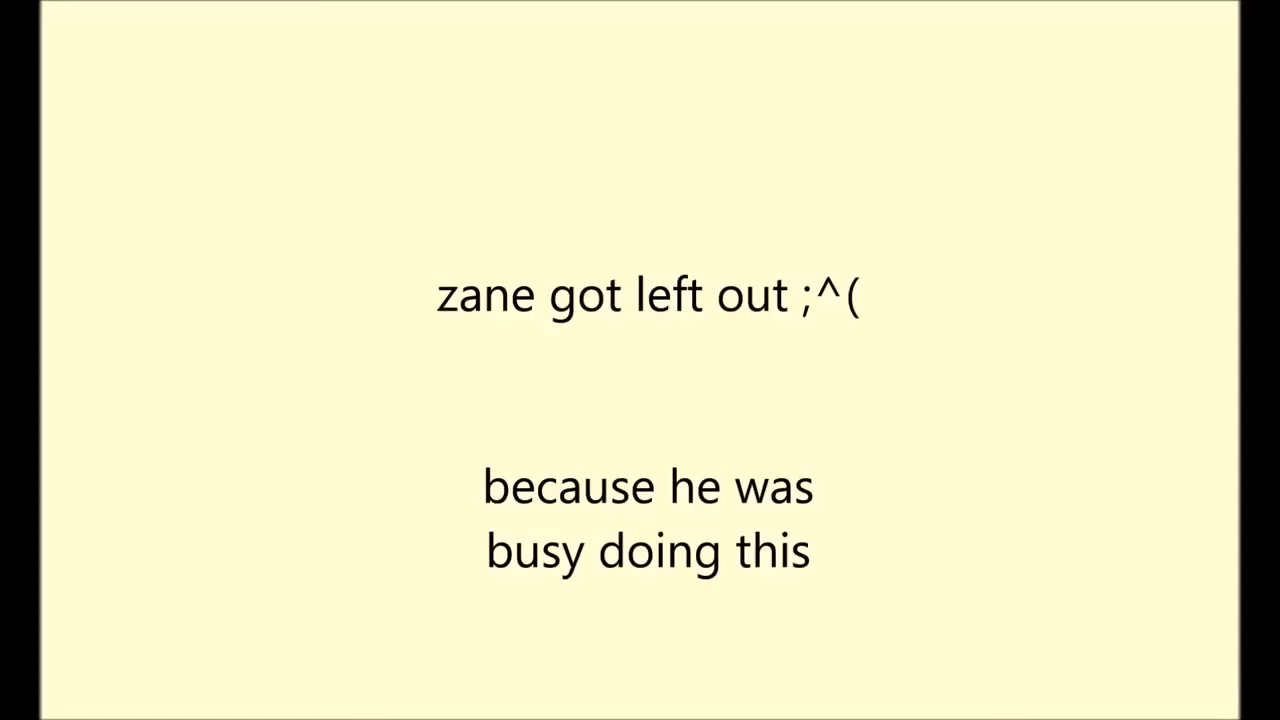 zane got left out ;^(
because he was
busy doing this